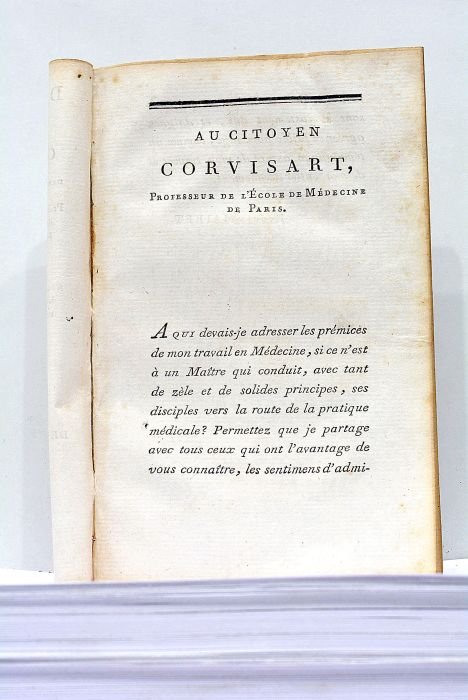 AU CITOYEN
CORVISART,
PROFESSEUR DE L'ÉCOLE DE MÉDECINE
DE PARIS.
A QUI devais-je adresser les prémices
de mon travail en Médecine, si ce n'est
à un Maître qui conduit, avec tant
de zèle et de solides principes, ses
disciples vers la route de la pratique
médicale? Permettez que je partage
avec tous ceux qui ont l'avantage de
vous connaître, les sentimens d'admi-